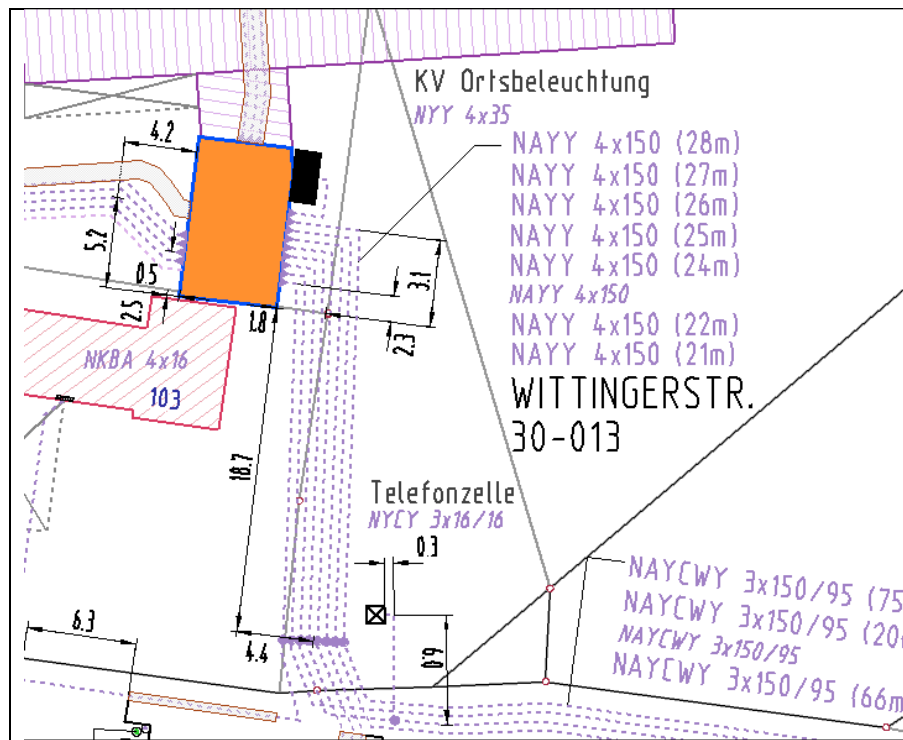 KV Ortsbeleuchtung
NYY 4x35
NAYY 4x150 (28m)
NAYY 4x150 (27m)
NAYY 4x150 (26m)
NAYY 4x150 (25m)
NAYY 4x150 (24m)
NAYY 4x150
NAYY 4x150 (22m)
NAYY 4x150 (21m)
WITTINGERSTR.
30-013
4.2
5.2
0.5
2.5
1.8
3.1
2.3
NKBA 4x16
103
18.7
Telefonzelle
NYCY 3x16/16
0.3
6.3
4.4
NAYCWY 3x150/95 (75
NAYCWY 3x150/95 (20
NAYCWY 3x150/95
NAYCWY 3x150/95 (66m